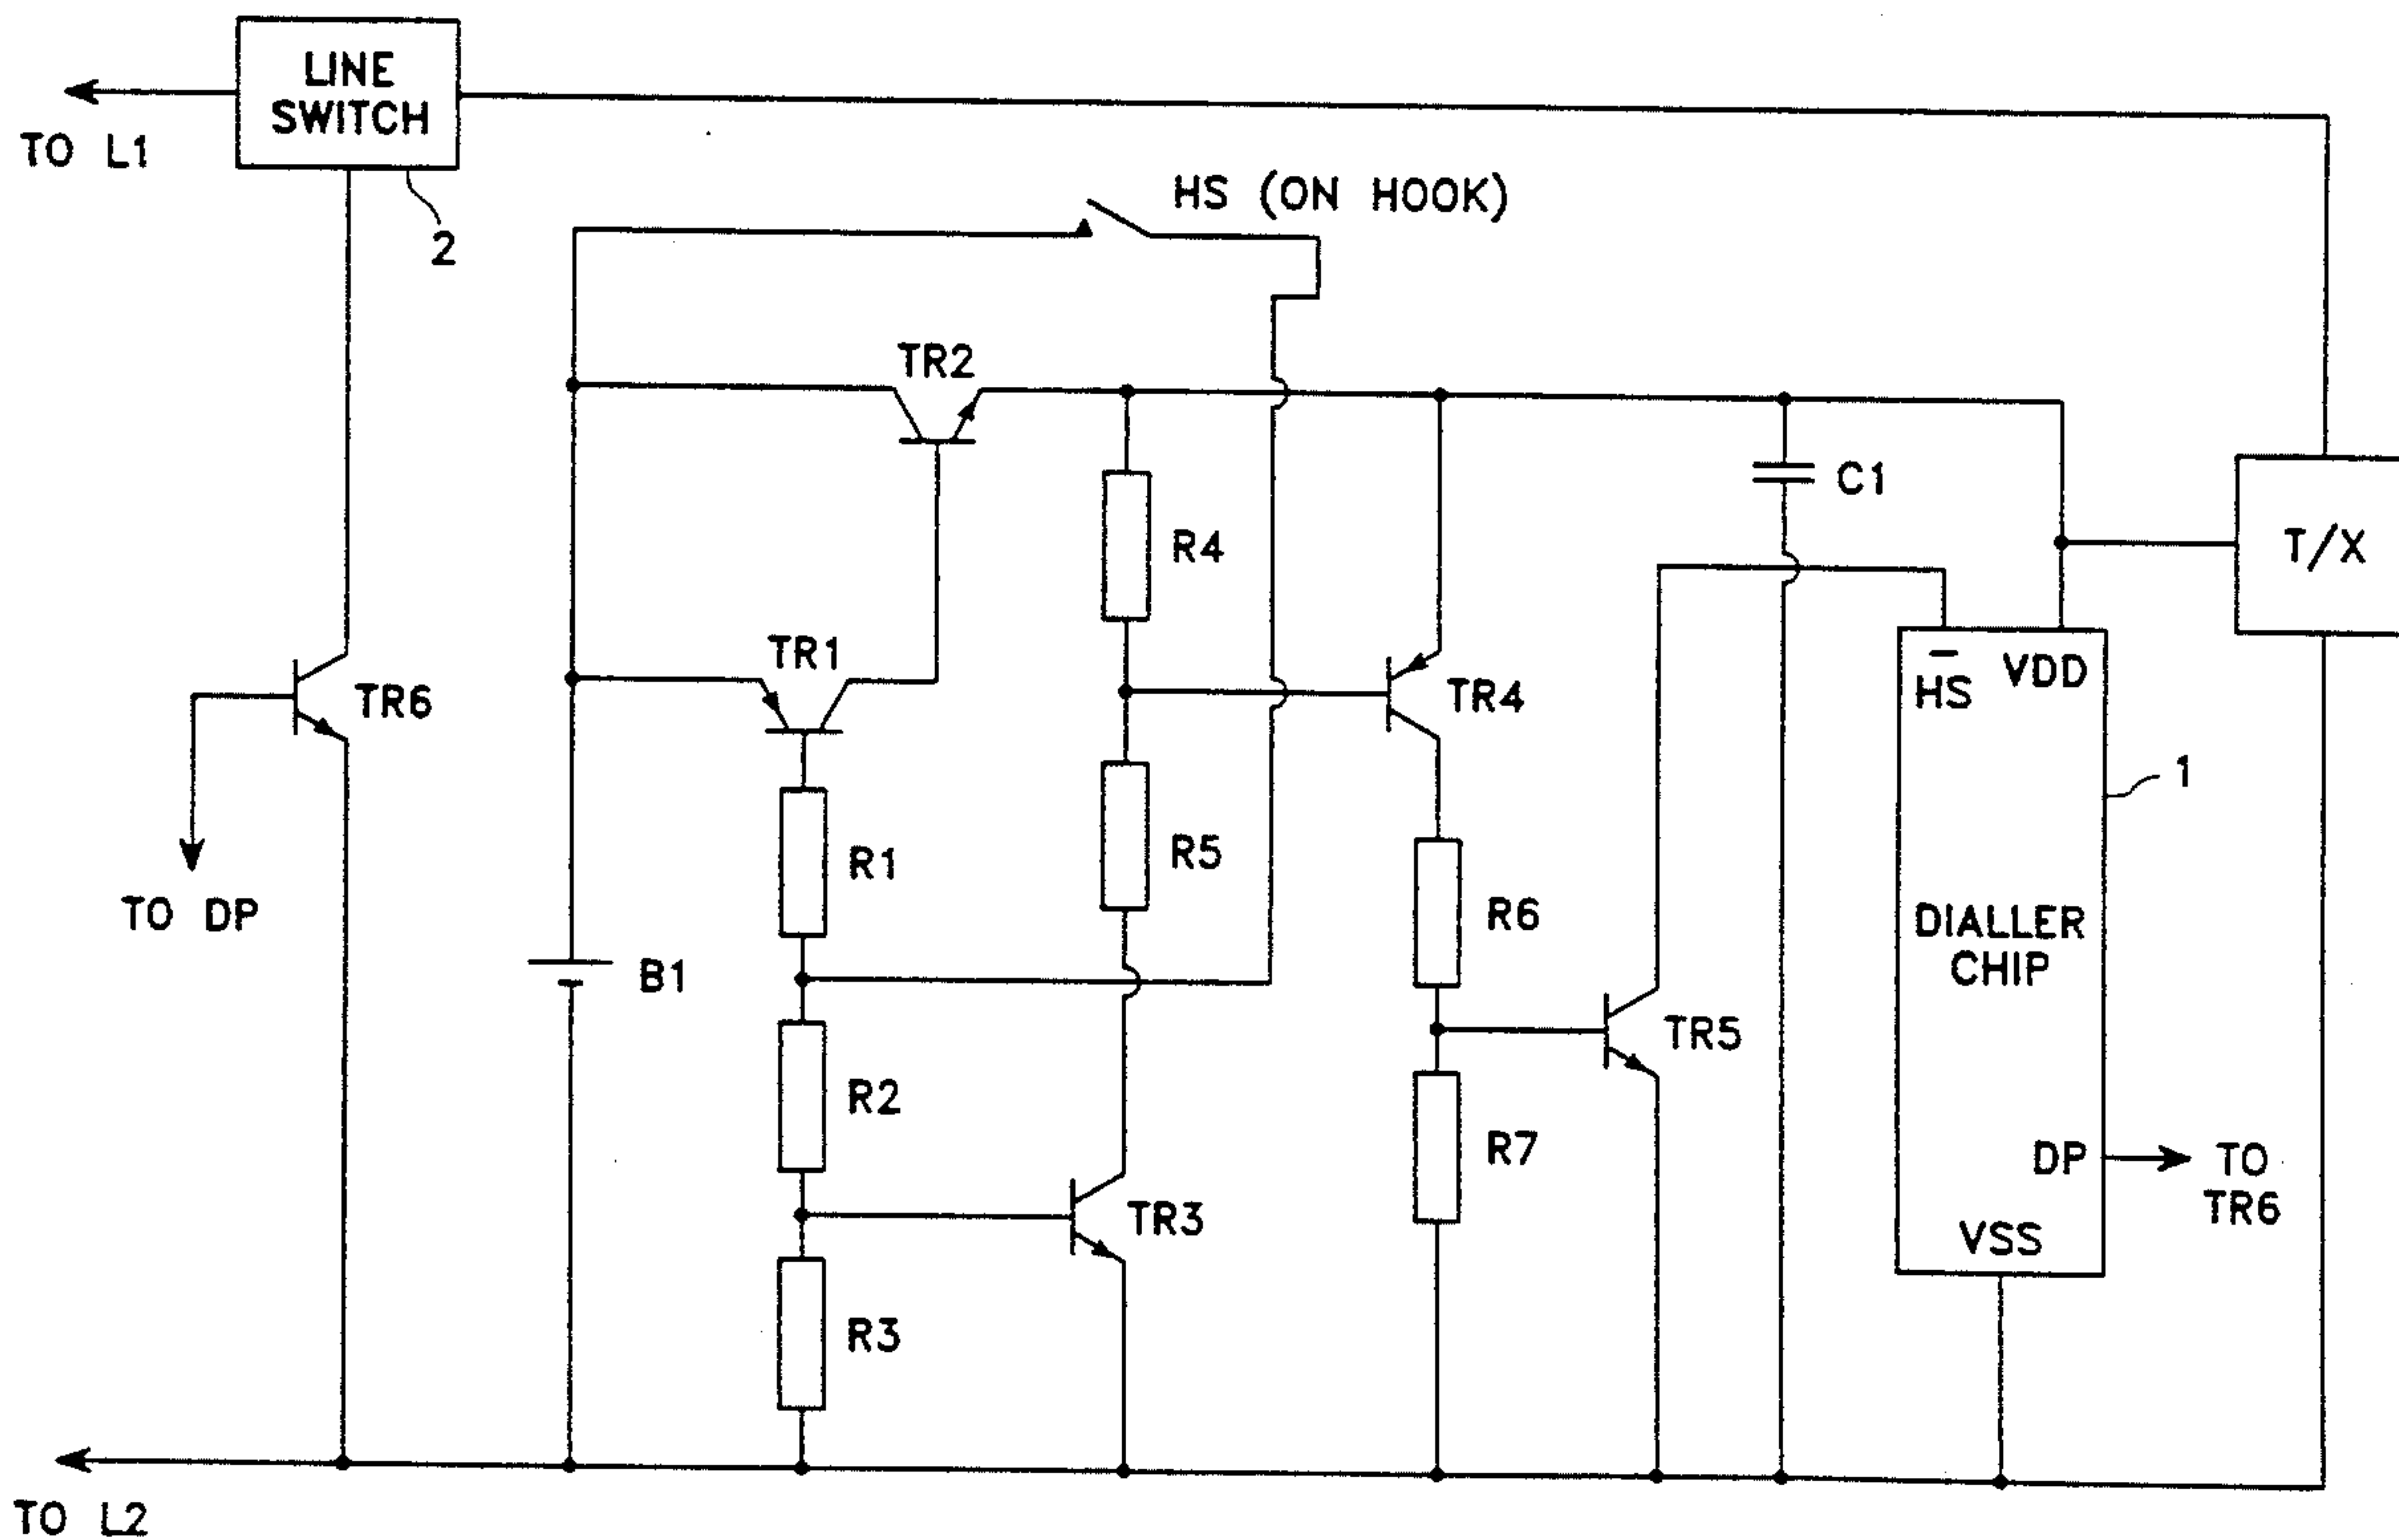 LINE
SWITCH
TO L1
2
HS (ON HOOK)
TR2
C1
R4
T/X
TR1
HS VDD
TR6
TR4
1
R1
R5
TO DP
R6
DIALLER
CHIP
B1
TR5
R2
R7
DP
TO
TR6
TR3
VSS
R3
TO L2